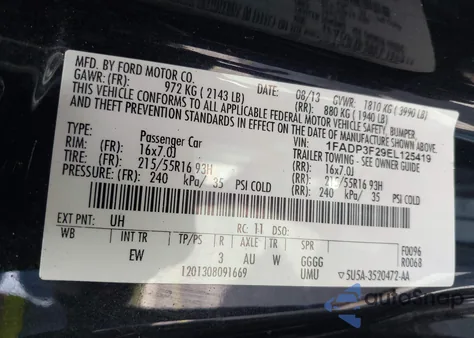 MFD. BY FORD MOTOR CO.
DATE: 08/13 GVWR: 1810 KG ( 3990 LB)
GAWR: (FR): 972 KG ( 2143 LB) (RR): 880 KG ( 1940 LB)
THIS VEHICLE CONFORMS TO ALL APPLICABLE FEDERAL MOTOR VEHICLE SAFETY, BUMPER,
AND THEFT PREVENTION STANDARDS IN EFFECT ON THE DATE OF MANUFACTURE SHOWN ABOVE.
VIN: 1FADP3F29EL125419
TYPE: Passenger Car TRAILER TOWING - SEE OWNER GUIDE
RIM: (FR): 16x7.0J (RR): 16x7.0J
TIRE: (FR): 215/55R16 93H (RR): 215/55R16 93H
PRESSURE: (FR): 240 kPa/ 35 PSI COLD (RR): 240 kPa/ 35 PSI COLD
EXT PNT: UH RC: 11 DSO:
WB INT TR TP/PS R AXLE TR SPR F0096
EW 3 AU W GGGG R0068
1201308091669 UMU ▽5U5A-3520472-AA
autoSnap